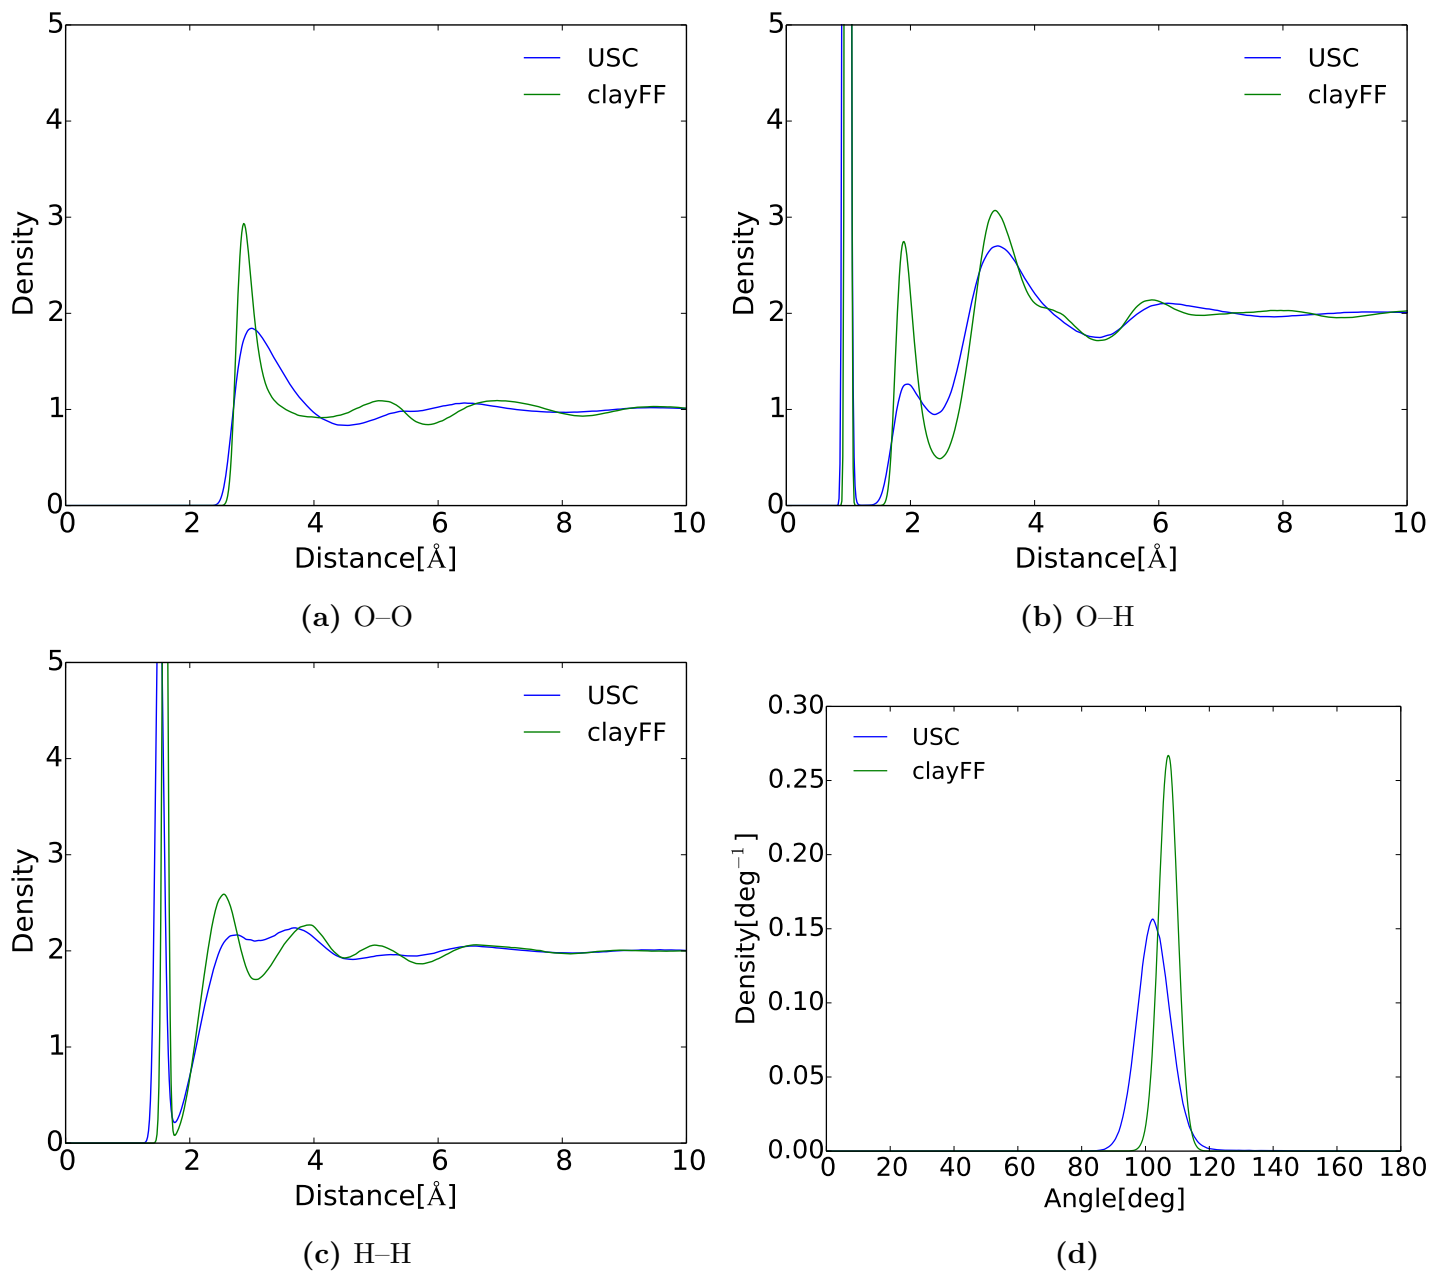 5
4
3
2
1
0
0 2 4 6 8 10
Density
Distance[Å]
USC
clayFF
(a) O–O
5
4
3
2
1
0
0 2 4 6 8 10
Density
Distance[Å]
USC
clayFF
(b) O–H
5
4
3
2
1
0
0 2 4 6 8 10
Density
Distance[Å]
USC
clayFF
(c) H–H
0.30
0.25
0.20
0.15
0.10
0.05
0.00
0 20 40 60 80 100 120 140 160 180
Density[deg⁻¹]
Angle[deg]
USC
clayFF
(d)